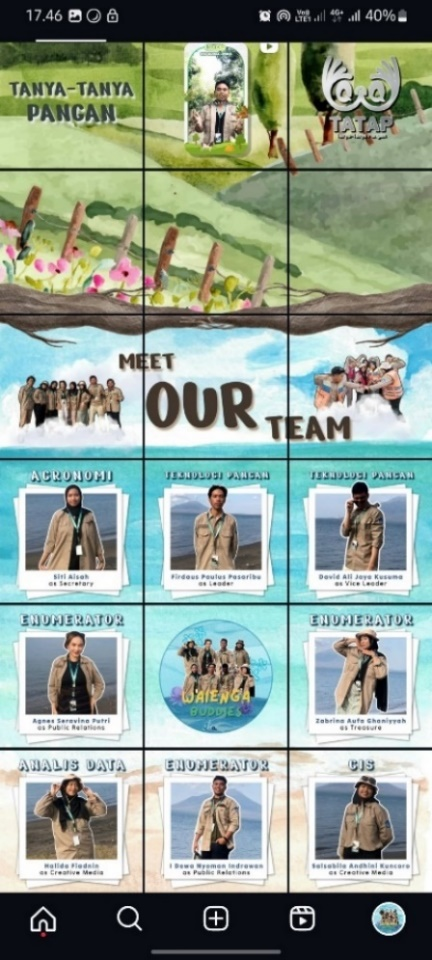 17.46
4G+
40%
TANYA-TANYA
PANGAN
TATAP
MEET
OUR
TEAM
AGRONOMI
TEKNOLOGI PANGAN
TEKNOLOGI PANGAN
Siti Aisah
as Secretary
Firdaus Paulus Pasaribu
as Leader
David Ali Jaya Kusuma
as Vice Leader
ENUMERATOR
ENUMERATOR
WAIENGA
BUDDIES
Agnes Seravina Putri
as Public Relations
Zabrina Aufa Ghaniyyah
as Treasure
ANALIS DATA
ENUMERATOR
GIS
as Creative Media
I Dewa Nyoman Indrawan
as Public Relations
Salsabila Andhini Kuncoro
as Creative Media